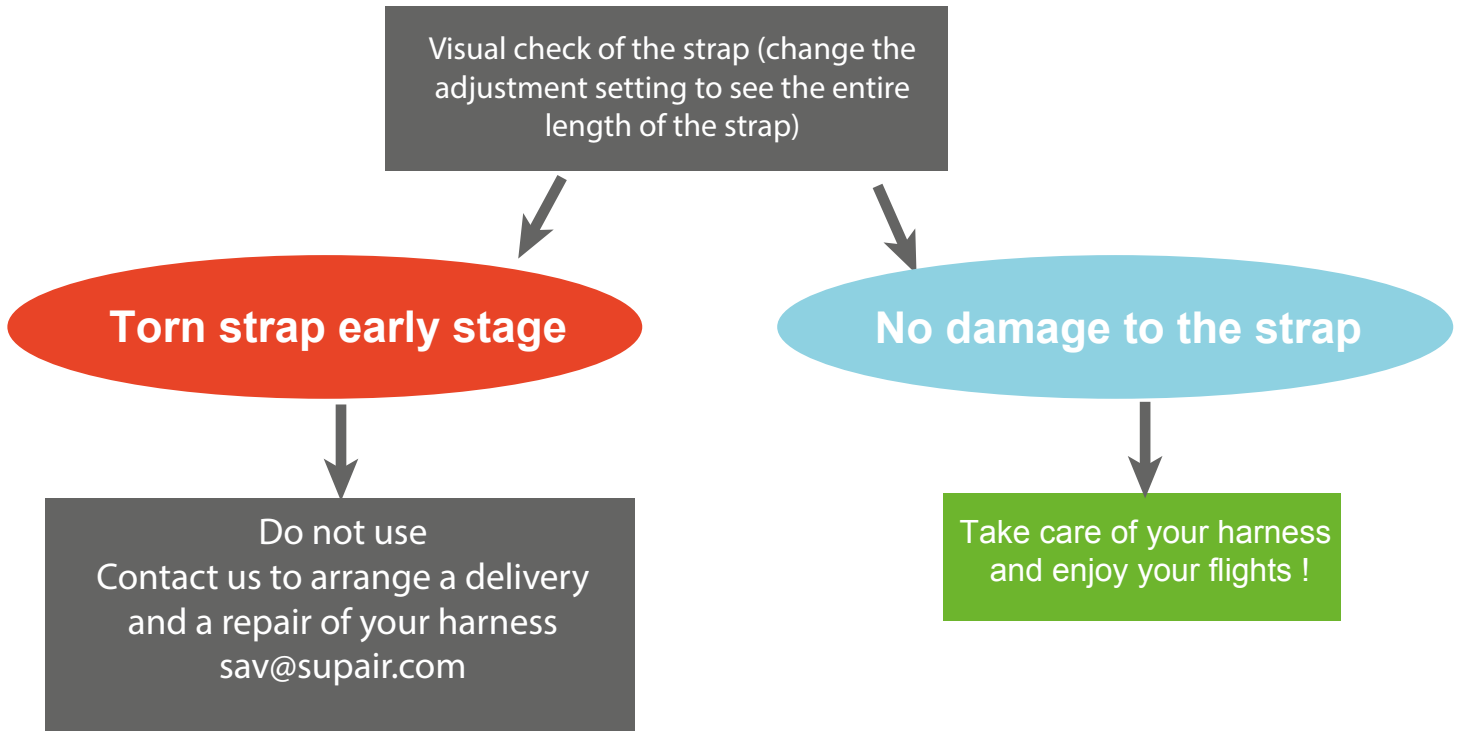 Visual check of the strap (change the
adjustment setting to see the entire
length of the strap)
Torn strap early stage
No damage to the strap
Do not use
Contact us to arrange a delivery
and a repair of your harness
sav@supair.com
Take care of your harness
and enjoy your flights !